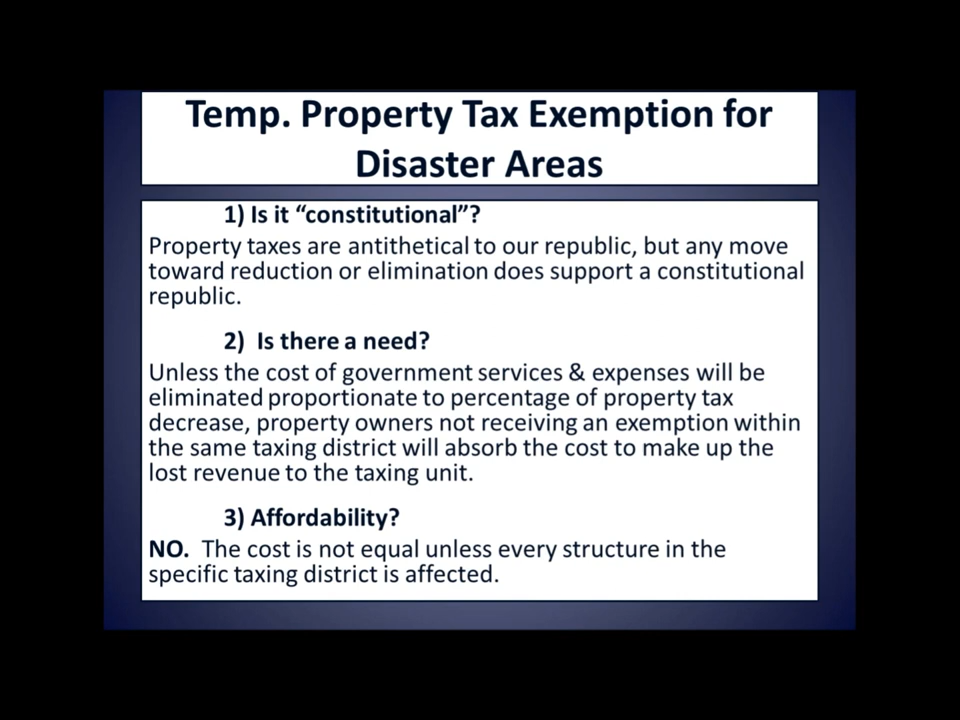 Temp. Property Tax Exemption for
Disaster Areas
1) Is it “constitutional”?
Property taxes are antithetical to our republic, but any move
toward reduction or elimination does support a constitutional
republic.
2) Is there a need?
Unless the cost of government services & expenses will be
eliminated proportionate to percentage of property tax
decrease, property owners not receiving an exemption within
the same taxing district will absorb the cost to make up the
lost revenue to the taxing unit.
3) Affordability?
NO. The cost is not equal unless every structure in the
specific taxing district is affected.